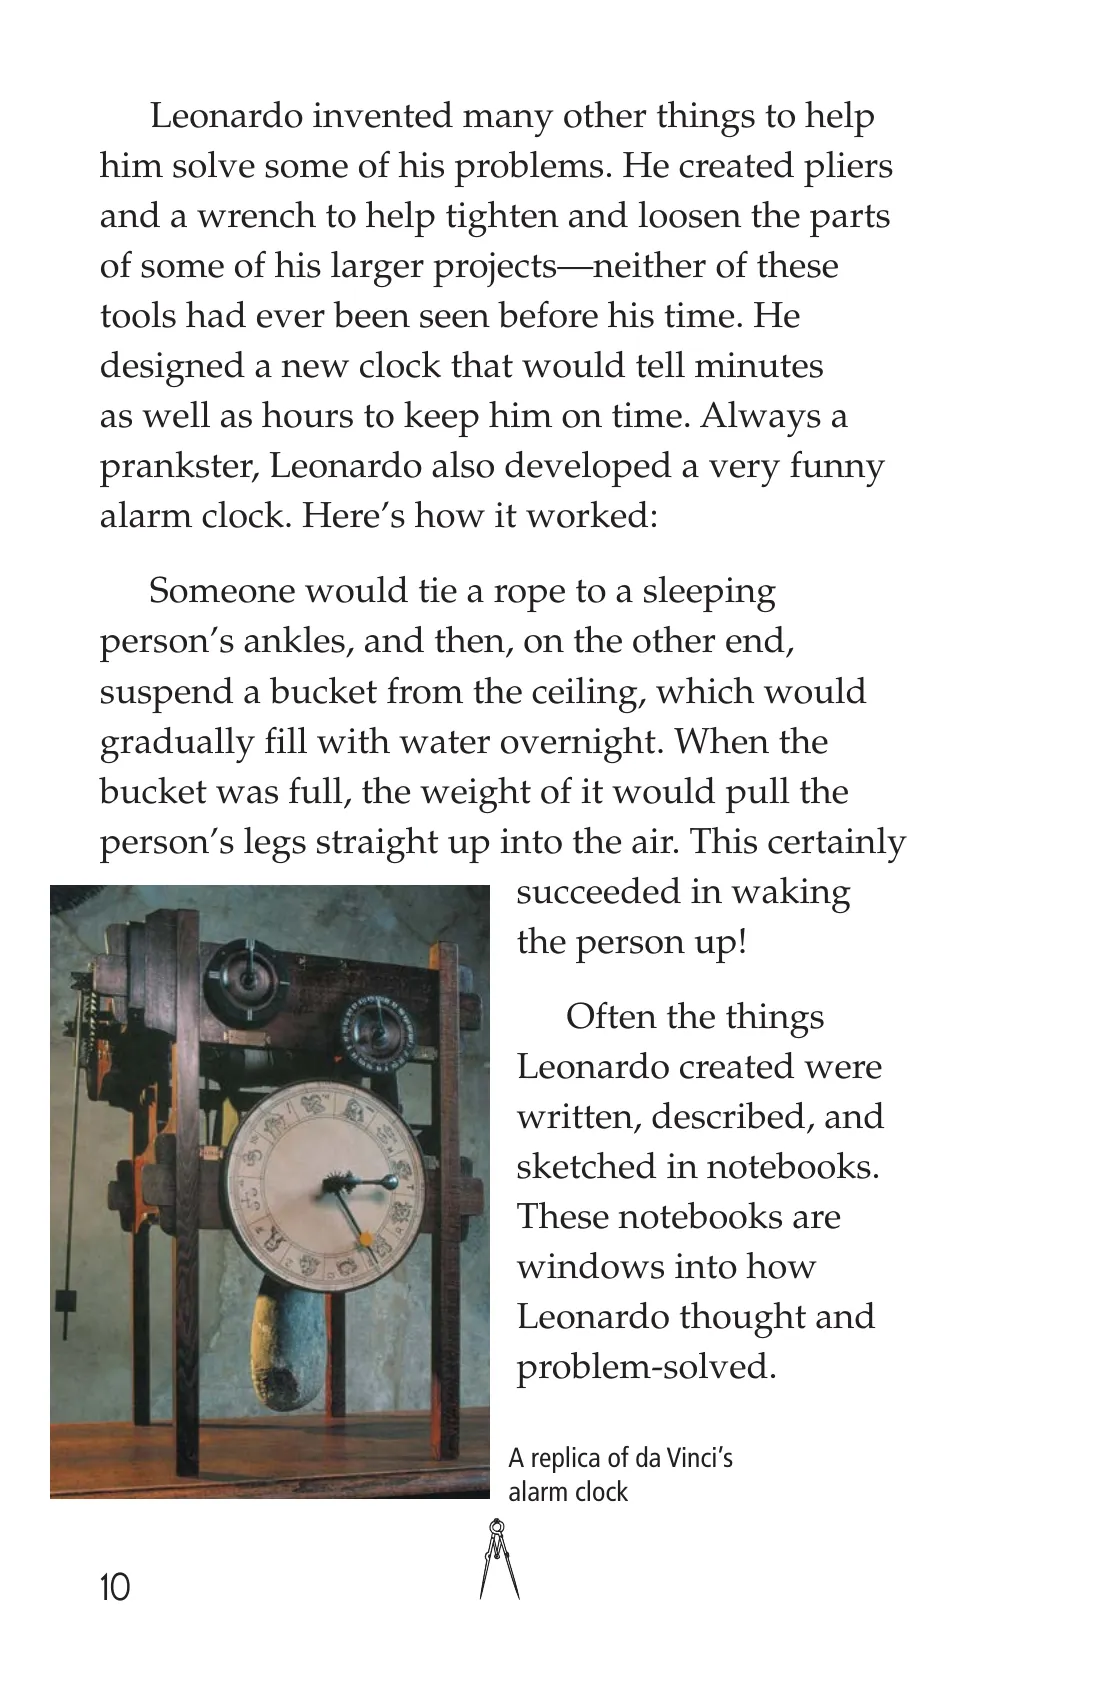 Leonardo invented many other things to help
him solve some of his problems. He created pliers
and a wrench to help tighten and loosen the parts
of some of his larger projects—neither of these
tools had ever been seen before his time. He
designed a new clock that would tell minutes
as well as hours to keep him on time. Always a
prankster, Leonardo also developed a very funny
alarm clock. Here’s how it worked:
Someone would tie a rope to a sleeping
person’s ankles, and then, on the other end,
suspend a bucket from the ceiling, which would
gradually fill with water overnight. When the
bucket was full, the weight of it would pull the
person’s legs straight up into the air. This certainly
succeeded in waking
the person up!
Often the things
Leonardo created were
written, described, and
sketched in notebooks.
These notebooks are
windows into how
Leonardo thought and
problem-solved.
A replica of da Vinci’s
alarm clock
10